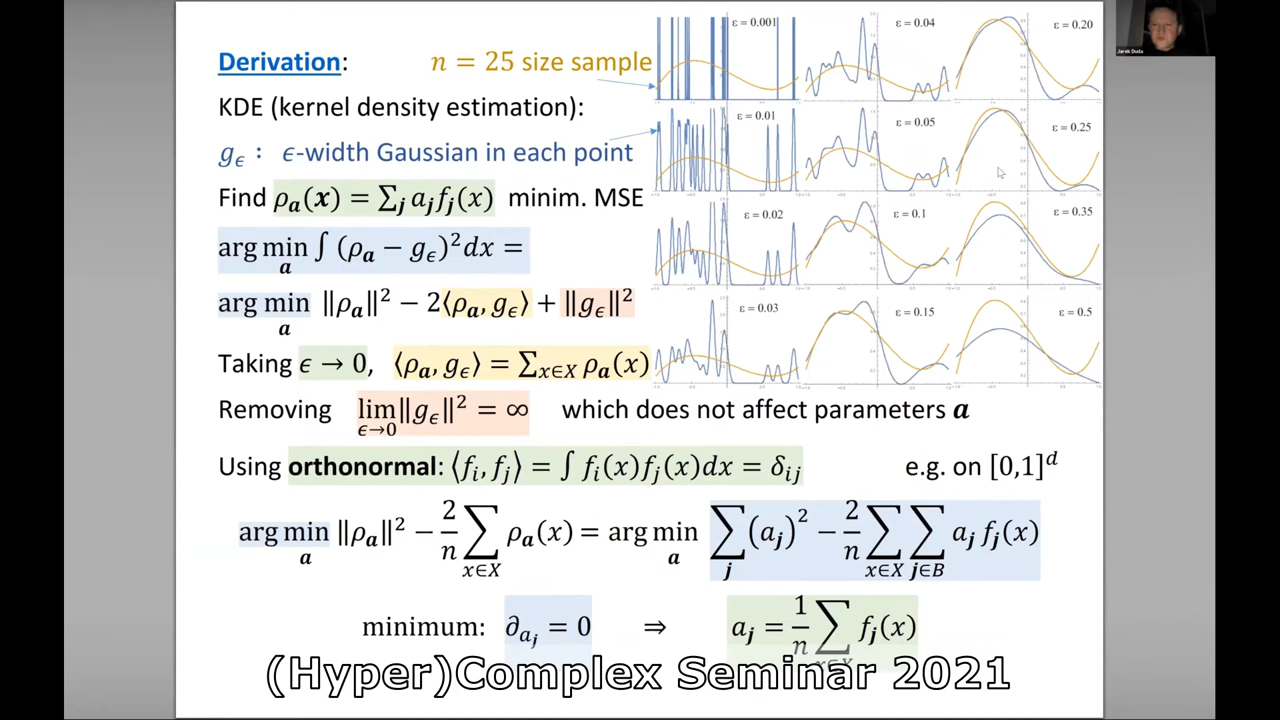 Derivation: n = 25 size sample
KDE (kernel density estimation):
g_ϵ : ϵ-width Gaussian in each point
Find ρ_a(x) = ∑_j a_j f_j(x) minim. MSE
arg min_a ∫ (ρ_a − g_ϵ)² dx =
arg min_a ‖ρ_a‖² − 2⟨ρ_a, g_ϵ⟩ + ‖g_ϵ‖²
Taking ϵ → 0, ⟨ρ_a, g_ϵ⟩ = ∑_{x∈X} ρ_a(x)
Removing lim_{ϵ→0} ‖g_ϵ‖² = ∞ which does not affect parameters a
Using orthonormal: ⟨f_i, f_j⟩ = ∫ f_i(x) f_j(x) dx = δ_ij e.g. on [0,1]^d
arg min_a ‖ρ_a‖² − 2/n ∑_{x∈X} ρ_a(x) = arg min_a ∑_j (a_j)² − 2/n ∑_{x∈X} ∑_{j∈B} a_j f_j(x)
minimum: ∂_{a_j} = 0 ⇒ a_j = 1/n ∑_{x∈X} f_j(x)
ε = 0.001 ε = 0.04 ε = 0.20
ε = 0.01 ε = 0.05 ε = 0.25
ε = 0.02 ε = 0.1 ε = 0.35
ε = 0.03 ε = 0.15 ε = 0.5
Jarek Duda
(Hyper)Complex Seminar 2021